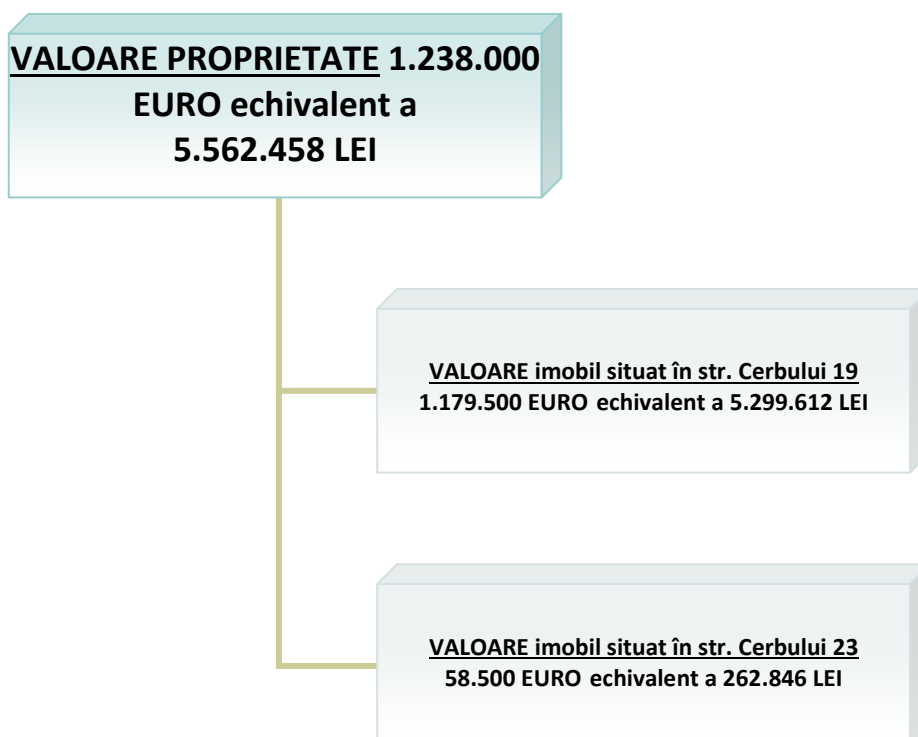 VALOARE PROPRIETATE 1.238.000
EURO echivalent a
5.562.458 LEI
VALOARE imobil situat în str. Cerbului 19
1.179.500 EURO echivalent a 5.299.612 LEI
VALOARE imobil situat în str. Cerbului 23
58.500 EURO echivalent a 262.846 LEI